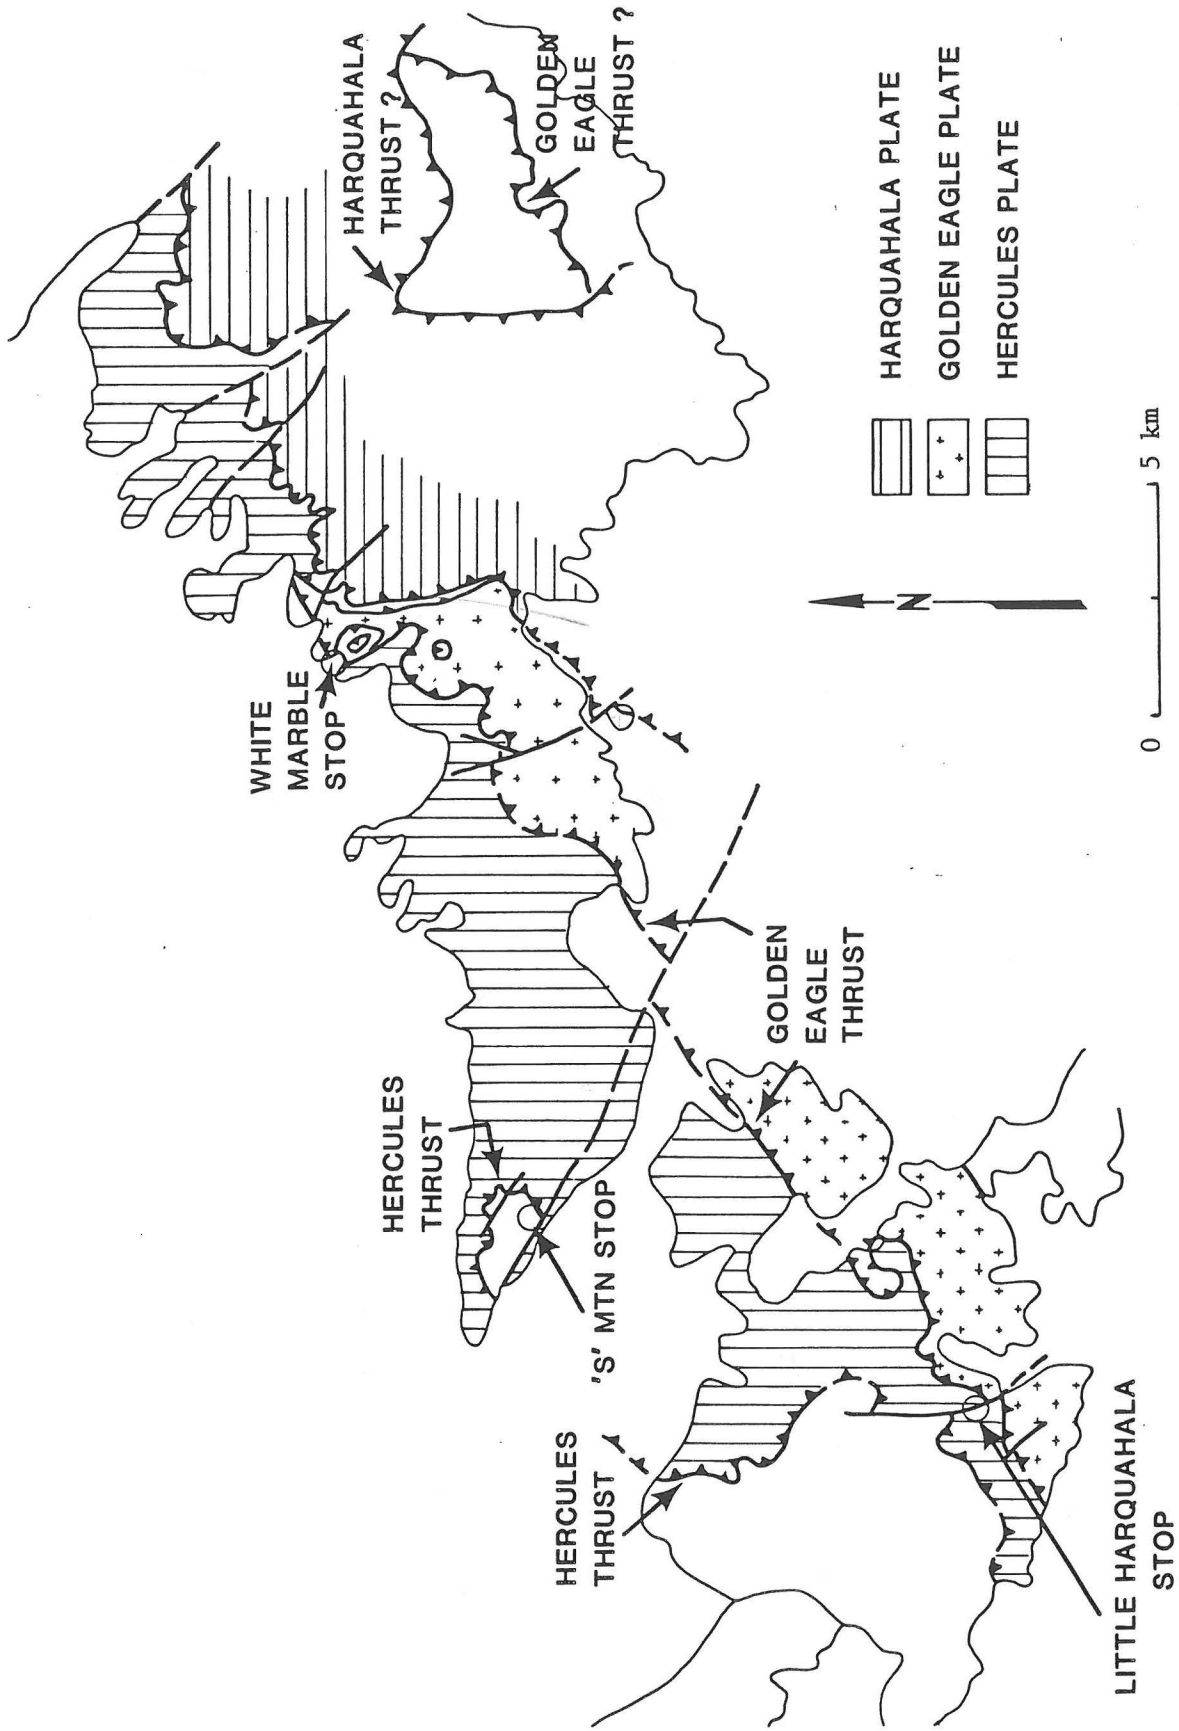 HARQUAHALA
THRUST ?
GOLDEN
EAGLE
THRUST ?
WHITE
MARBLE
STOP
HERCULES
THRUST
'S' MTN STOP
GOLDEN
EAGLE
THRUST
HERCULES
THRUST
LITTLE HARQUAHALA
STOP
HARQUAHALA PLATE
GOLDEN EAGLE PLATE
HERCULES PLATE
N
0 5 km